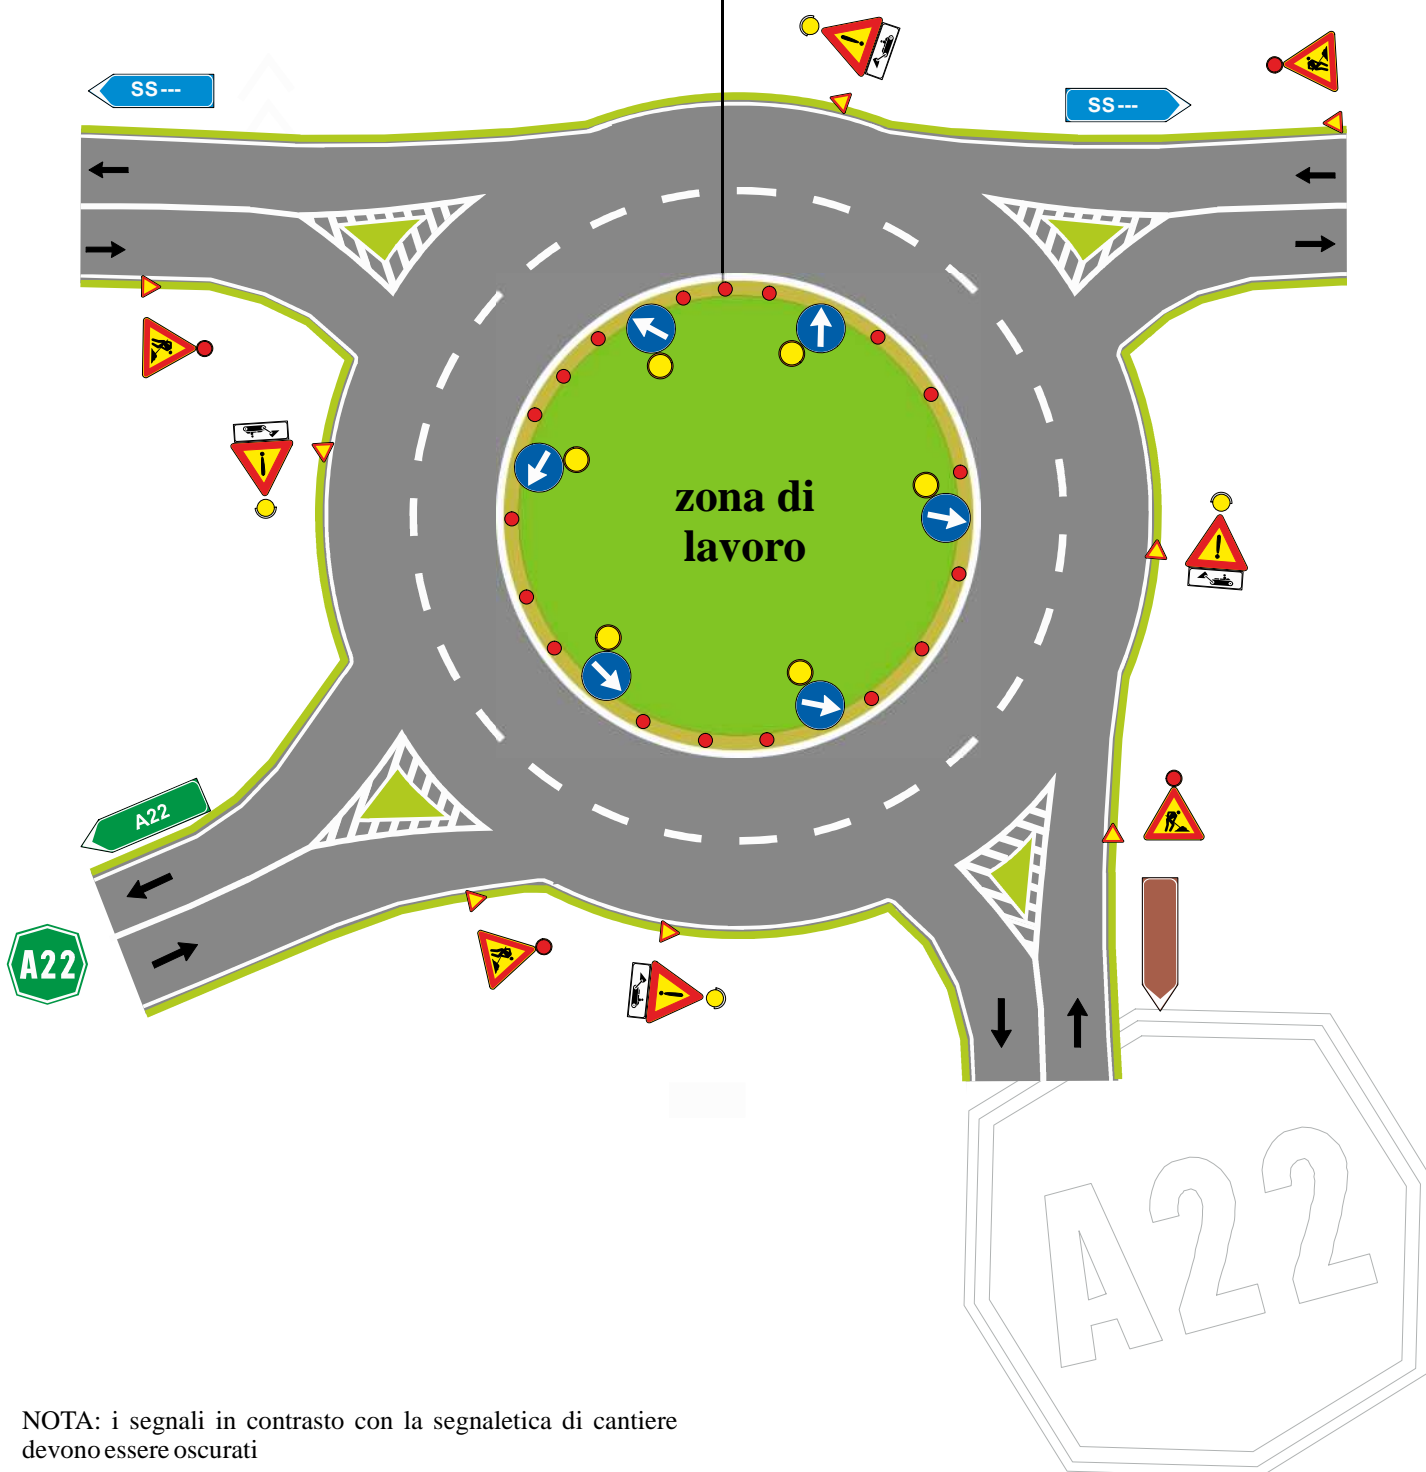 SS---
SS---
zona di
lavoro
A22
A22
A22
NOTA: i segnali in contrasto con la segnaletica di cantiere
devono essere oscurati